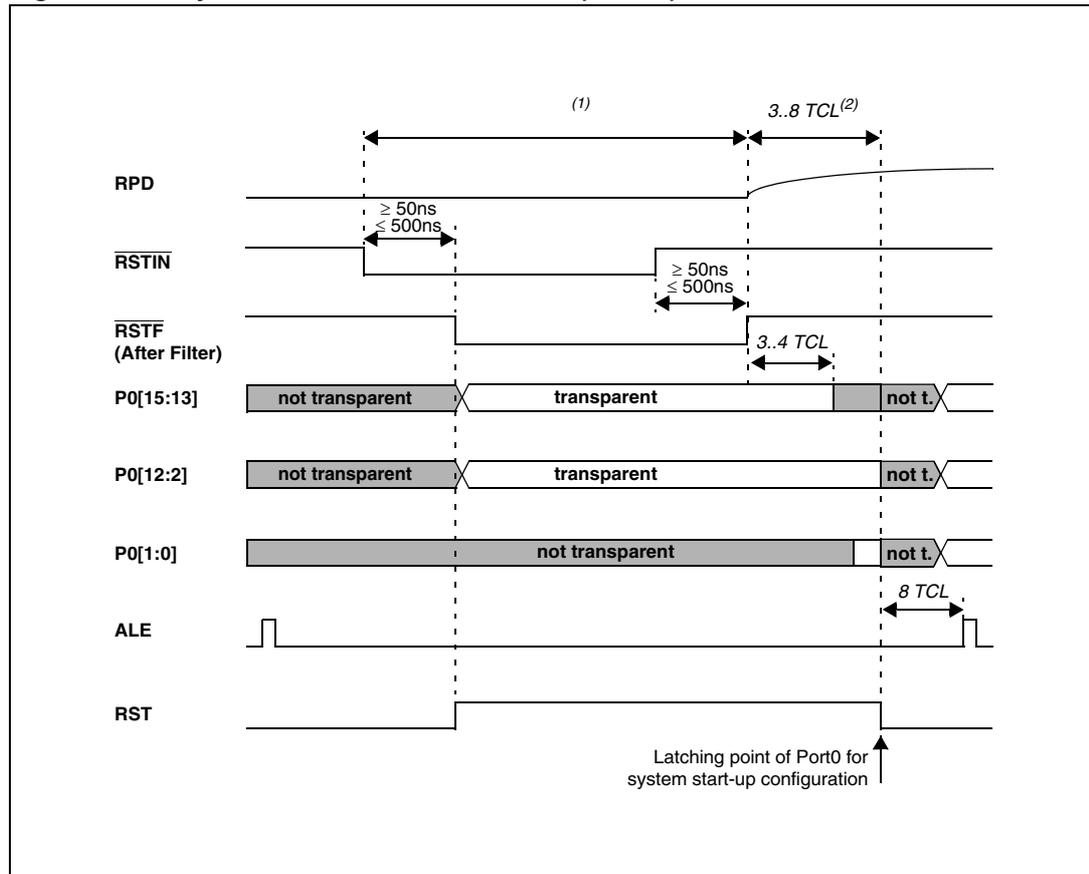 (1)
3..8 TCL(2)
RPD
≥ 50ns
≤ 500ns
RSTIN
≥ 50ns
≤ 500ns
RSTF
(After Filter)
3..4 TCL
P0[15:13]
not transparent
transparent
not t.
P0[12:2]
not transparent
transparent
not t.
P0[1:0]
not transparent
not t.
8 TCL
ALE
RST
Latching point of Port0 for
system start-up configuration